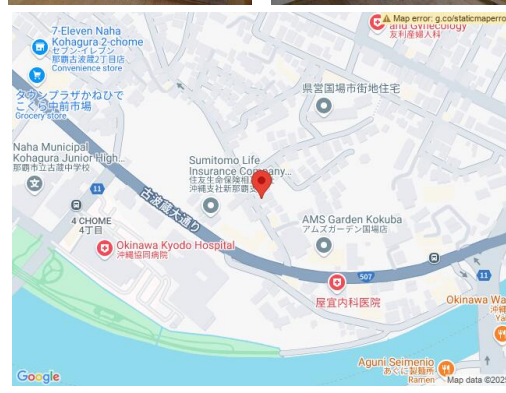 Map error: g.co/staticmaperro
and Gynecology
友利産婦人科
7-Eleven Naha
Kohagura 2-chome
セブン-イレブン
那覇古波蔵2丁目店
Convenience store
県営国場市街地住宅
タウンプラザかねひで
こくら中前市場
Grocery store
Naha Municipal
Kohagura Junior High...
那覇市立古蔵中学校
Sumitomo Life
Insurance Company...
住友生命保険相
沖縄支社新那覇支
11
古波蔵大通り
4 CHOME
4丁目
AMS Garden Kokuba
アムズガーデン国場店
Okinawa Kyodo Hospital
沖縄協同病院
507
11
屋宜内科医院
Okinawa Wa
沖縄
Ya
Aguni Seimenio
あぐに製麺所
Ramen
Google
Map data ©202